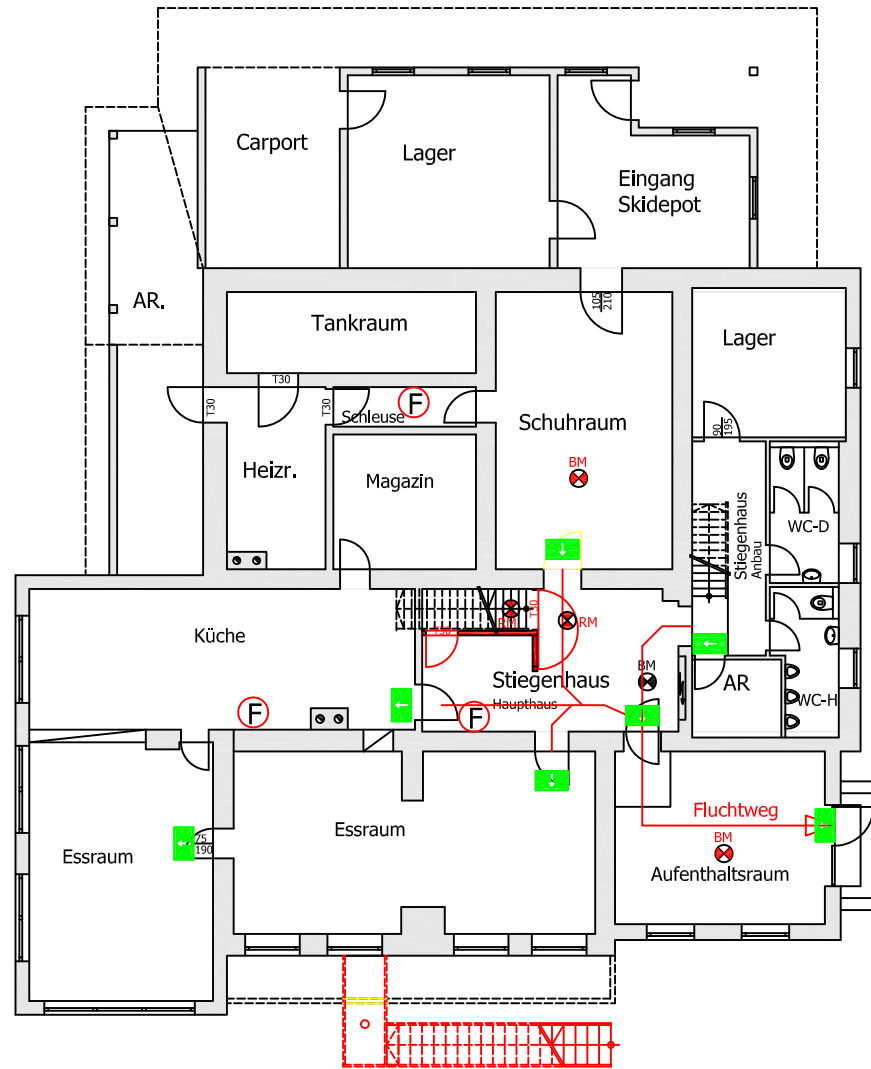 Carport
Lager
Eingang
Skidepot
AR.
105
210
Tankraum
Lager
T30
T30
T30
F
Schleuse
Schuhraum
90
195
Heizr.
Magazin
BM
Stiegenhaus
Anbau
WC-D
Küche
T30
RM
T30
RM
Stiegenhaus
Haupthaus
BM
AR
WC-H
F
F
Fluchtweg
Essraum
75
190
Essraum
BM
Aufenthaltsraum